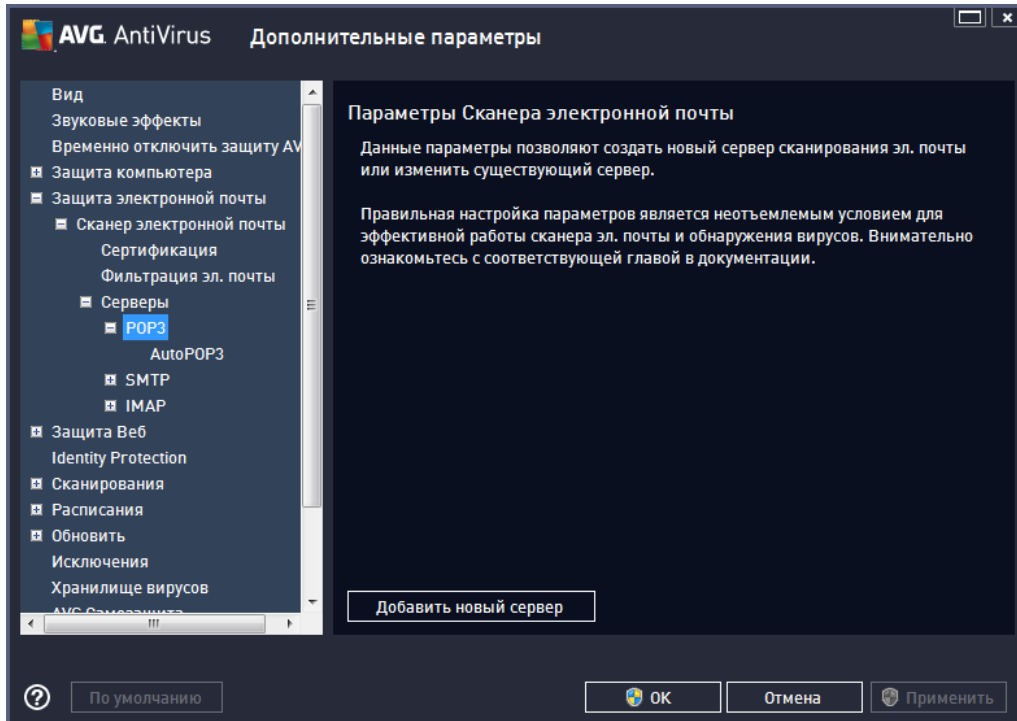 AVG. AntiVirus Дополнительные параметры
Вид
Звуковые эффекты
Временно отключить защиту AV
Защита компьютера
Защита электронной почты
Сканер электронной почты
Сертификация
Фильтрация эл. почты
Серверы
POP3
AutoPOP3
SMTP
IMAP
Защита Веб
Identity Protection
Сканирования
Расписания
Обновить
Исключения
Хранилище вирусов
AVG Самозащита
Параметры Сканера электронной почты
Данные параметры позволяют создать новый сервер сканирования эл. почты
или изменить существующий сервер.
Правильная настройка параметров является неотъемлемым условием для
эффективной работы сканера эл. почты и обнаружения вирусов. Внимательно
ознакомьтесь с соответствующей главой в документации.
Добавить новый сервер
По умолчанию
OK
Отмена
Применить